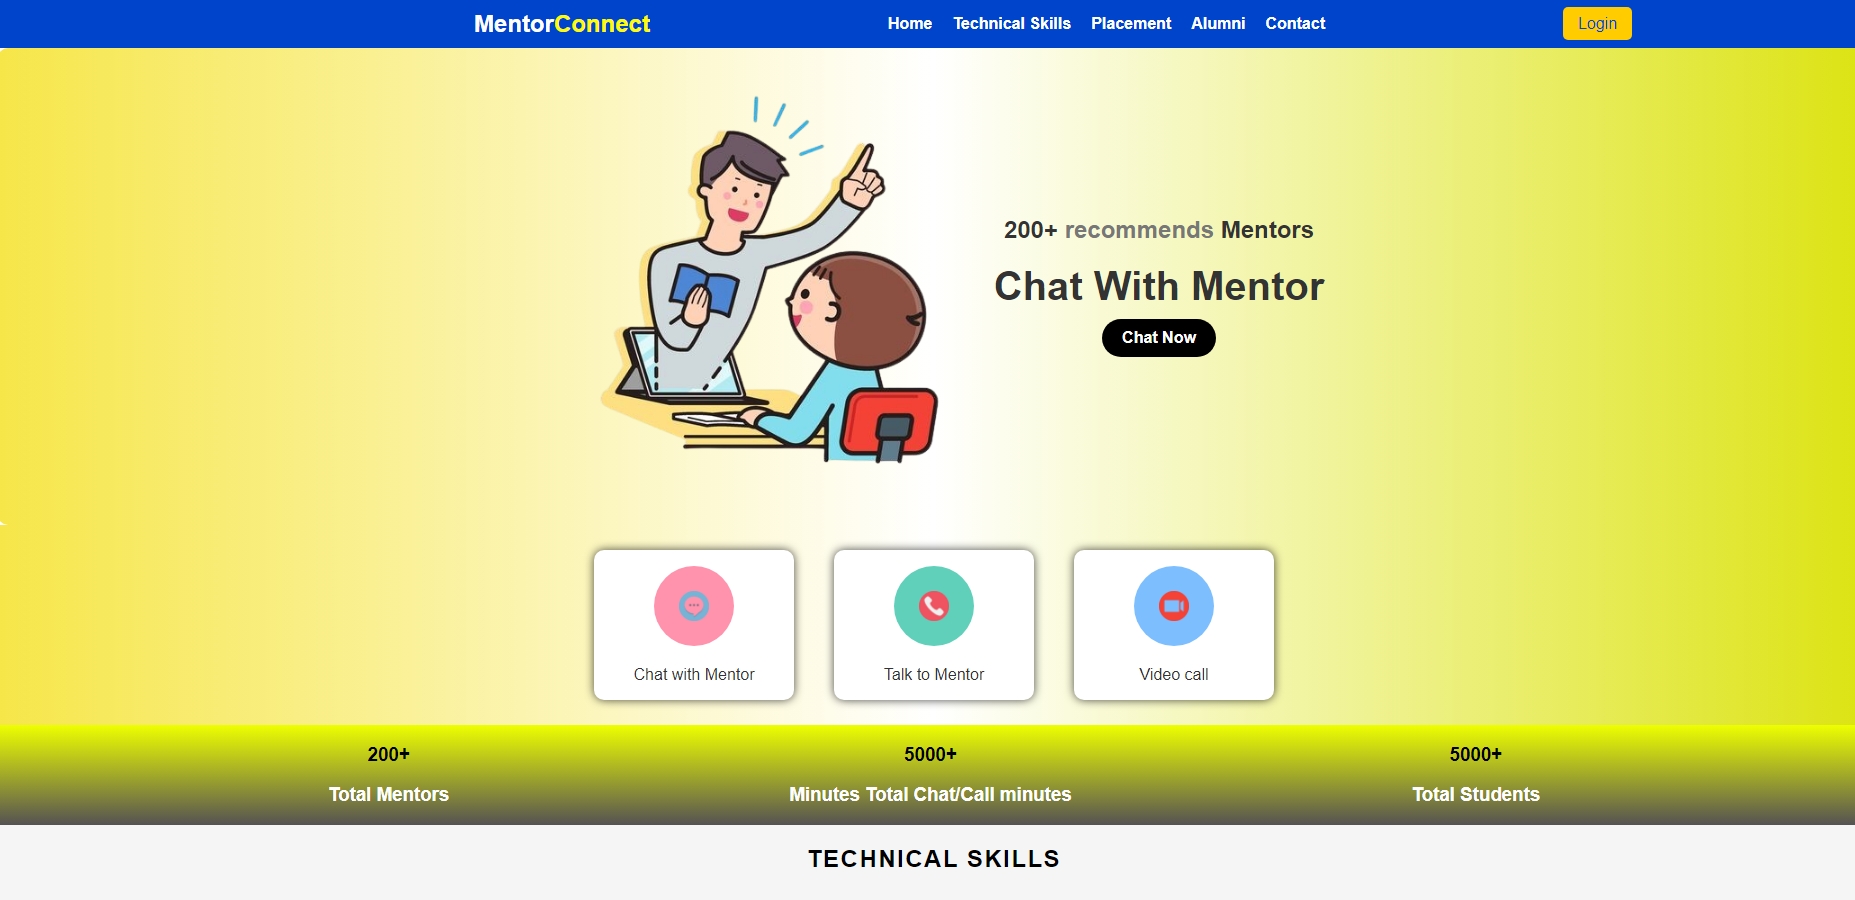 MentorConnect
Home Technical Skills Placement Alumni Contact
Login
200+ recommends Mentors
Chat With Mentor
Chat Now
Chat with Mentor
Talk to Mentor
Video call
200+
Total Mentors
5000+
Minutes Total Chat/Call minutes
5000+
Total Students
TECHNICAL SKILLS